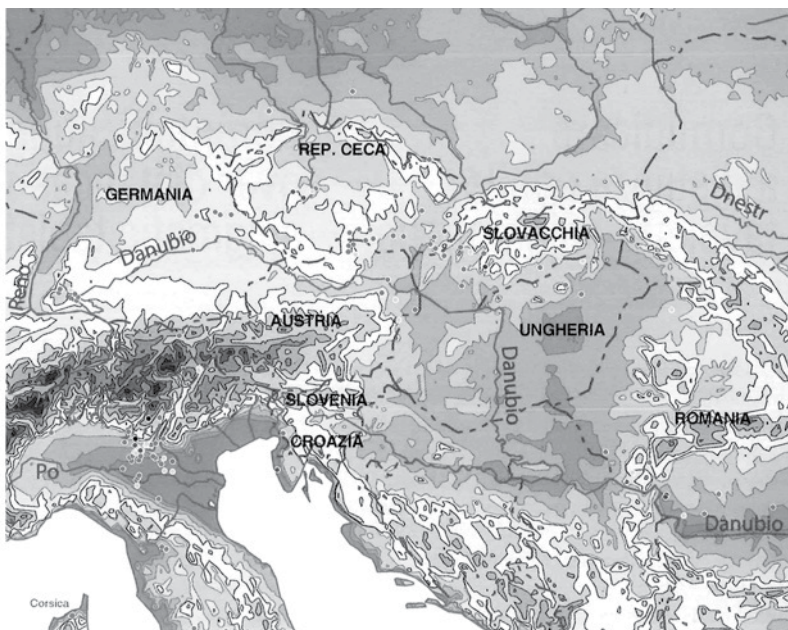 REP. CECA
GERMANIA
Dnestr
SLOVACCHIA
Danubio
Reno
AUSTRIA
UNGHERIA
Danubio
SLOVENIA
ROMANIA
CROAZIA
Po
Danubio
Corsica